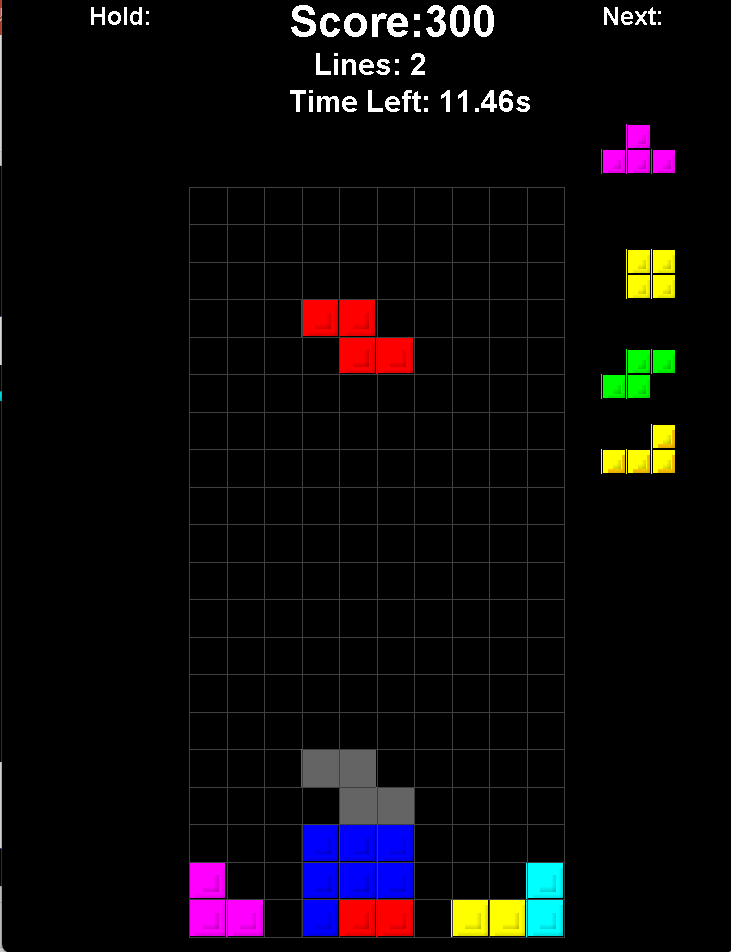 Hold:
Score:300
Next:
Lines: 2
Time Left: 11.46s